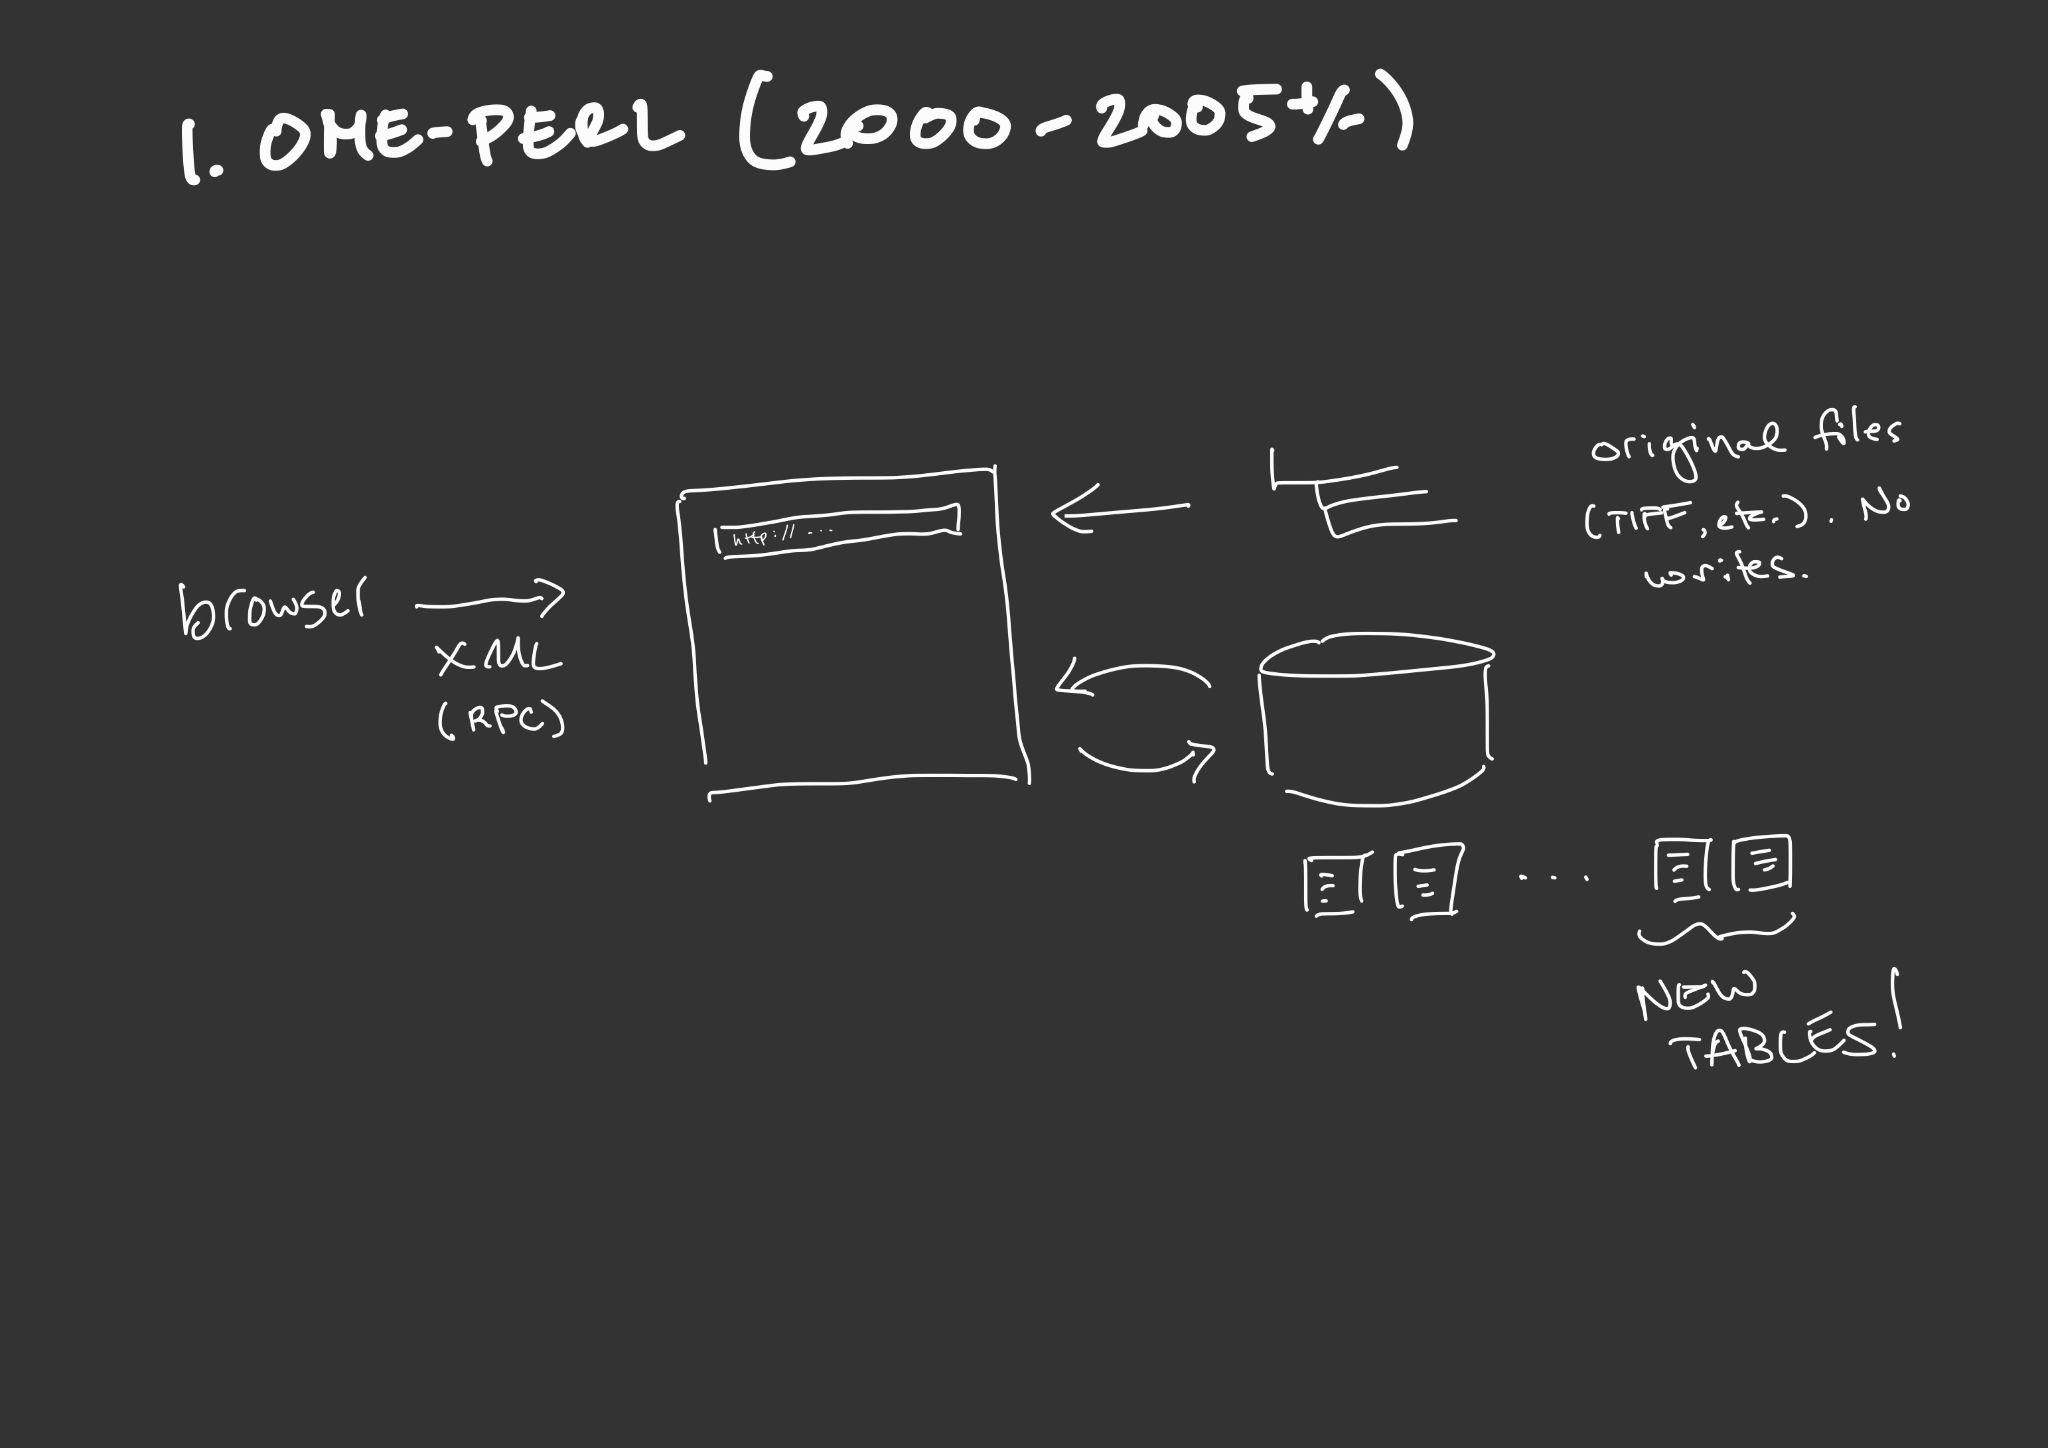 1. OME-PERL (2000-2005+/-)
original files
(TIFF, etc.). No
writes.
http:// ...
browser
XML
(RPC)
...
NEW
TABLES!